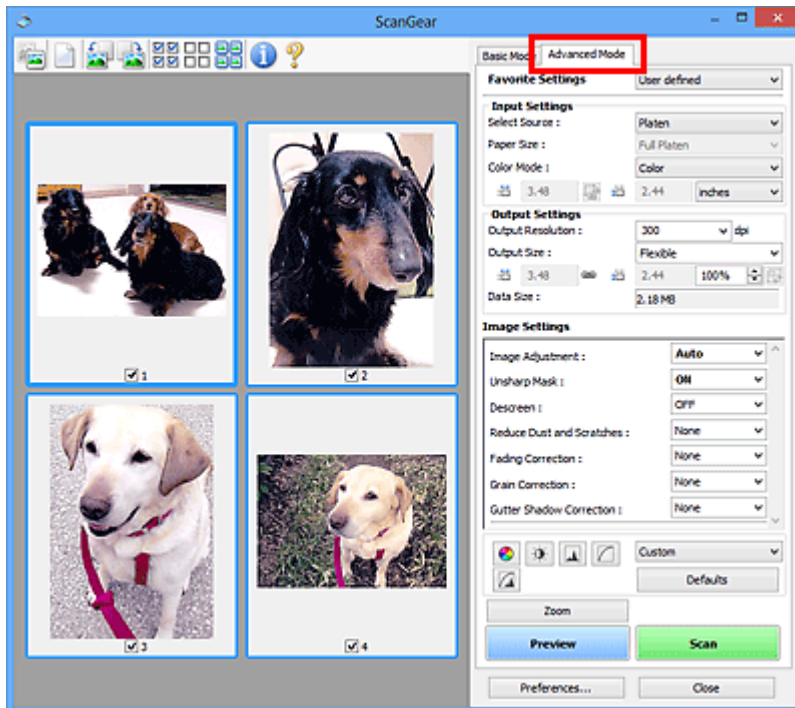 ScanGear
Basic Mode Advanced Mode
Favorite Settings User defined
Input Settings
Select Source : Platen
Paper Size : Full Platen
Color Mode : Color
3.48 2.44 inches
Output Settings
Output Resolution : 300 dpi
Output Size : Flexible
3.48 2.44 100%
Data Size : 2.18 MB
Image Settings
Image Adjustment : Auto
Unsharp Mask : ON
Descreen : OFF
Reduce Dust and Scratches : None
Fading Correction : None
Grain Correction : None
Gutter Shadow Correction : None
Custom
Defaults
Zoom
Preview Scan
Preferences... Close
1
2
3
4